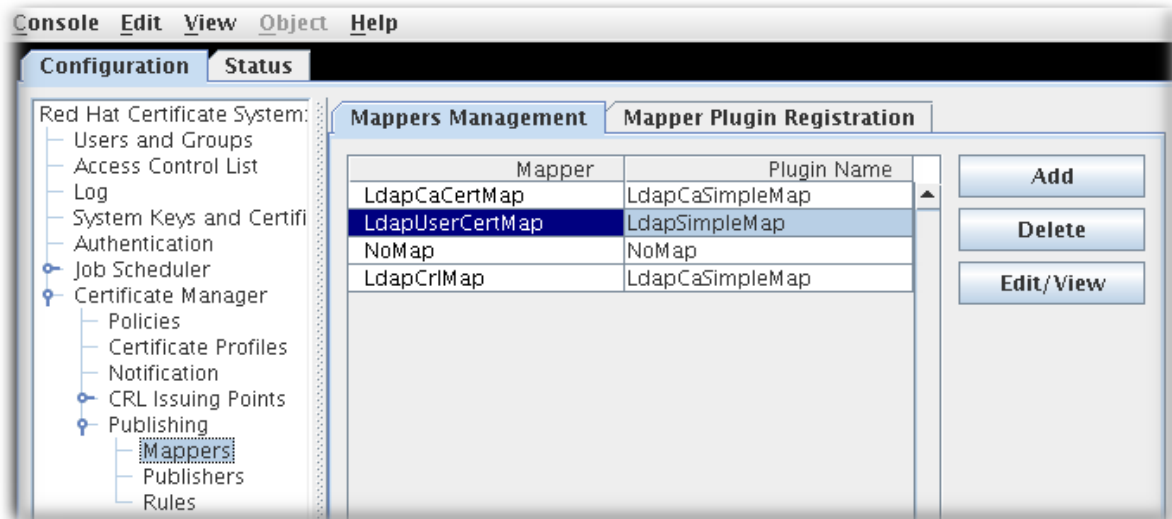 Console Edit View Object Help
Configuration Status
Red Hat Certificate System:
Users and Groups
Access Control List
Log
System Keys and Certifi
Authentication
Job Scheduler
Certificate Manager
Policies
Certificate Profiles
Notification
CRL Issuing Points
Publishing
Mappers
Publishers
Rules
Mappers Management Mapper Plugin Registration
Mapper Plugin Name
LdapCaCertMap LdapCaSimpleMap
LdapUserCertMap LdapSimpleMap
NoMap NoMap
LdapCrlMap LdapCaSimpleMap
Add
Delete
Edit/View